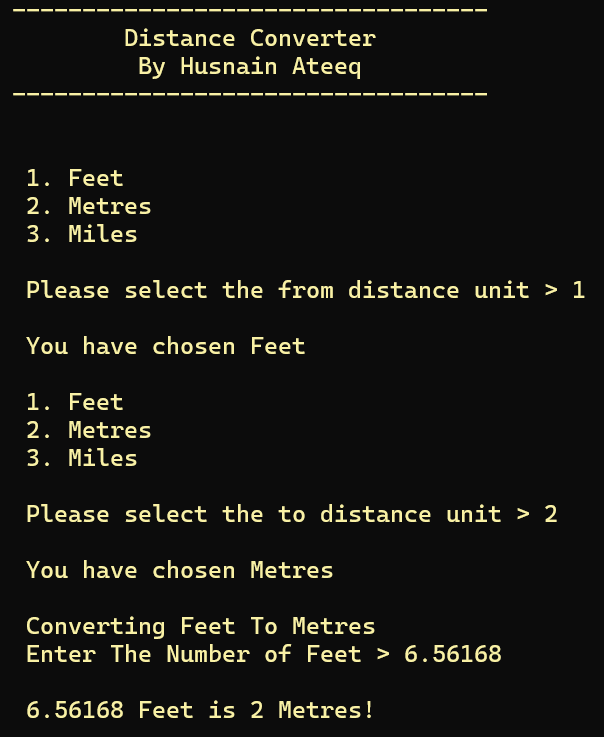 ----------------------------------
Distance Converter
By Husnain Ateeq
----------------------------------
1. Feet
2. Metres
3. Miles
Please select the from distance unit > 1
You have chosen Feet
1. Feet
2. Metres
3. Miles
Please select the to distance unit > 2
You have chosen Metres
Converting Feet To Metres
Enter The Number of Feet > 6.56168
6.56168 Feet is 2 Metres!